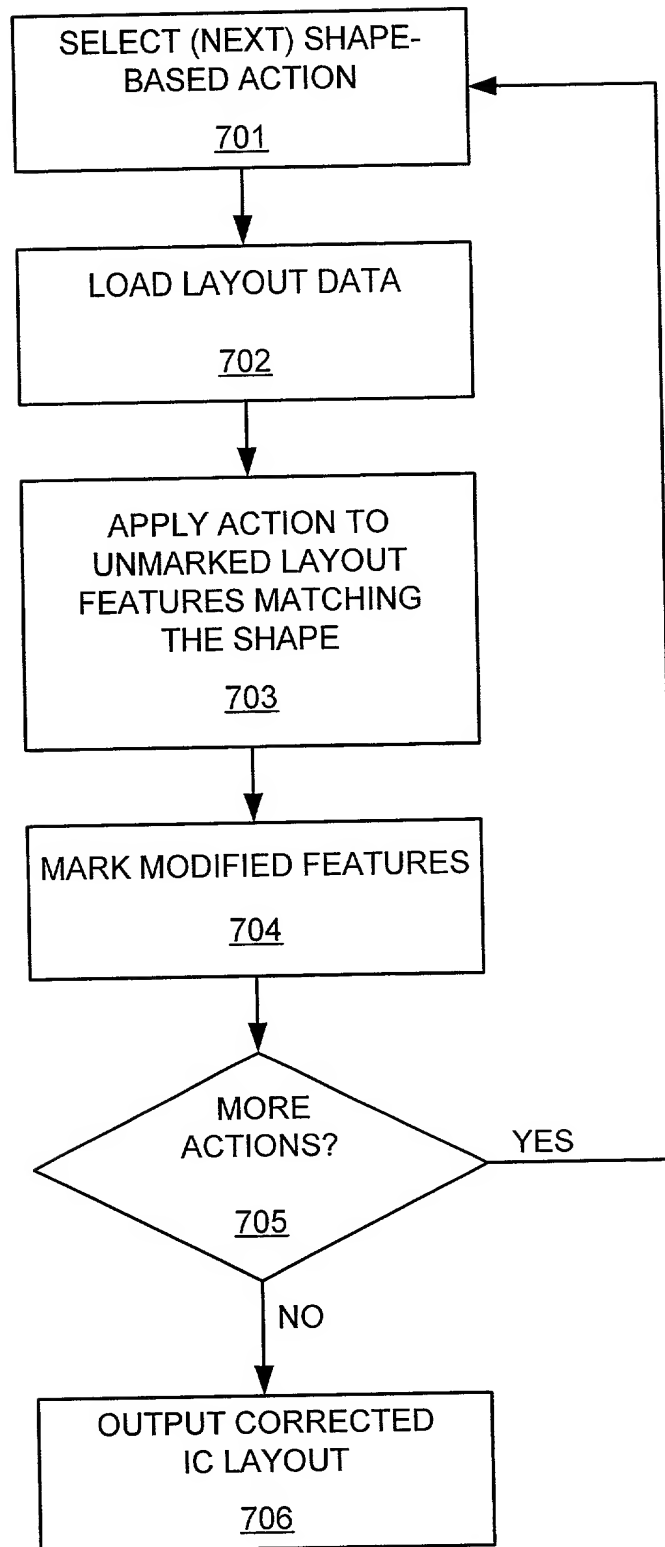 SELECT (NEXT) SHAPE-
BASED ACTION
701
LOAD LAYOUT DATA
702
APPLY ACTION TO
UNMARKED LAYOUT
FEATURES MATCHING
THE SHAPE
703
MARK MODIFIED FEATURES
704
MORE
ACTIONS?
705
YES
NO
OUTPUT CORRECTED
IC LAYOUT
706